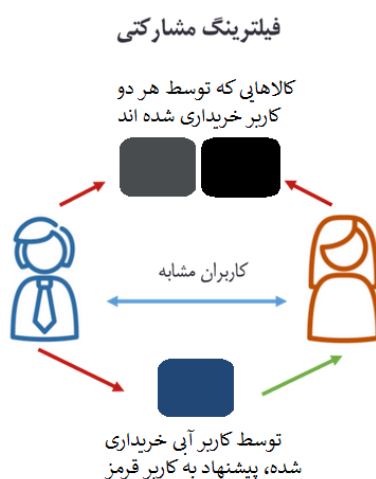 فیلترینگ مشارکتی
کالاهایی که توسط هر دو
کاربر خریداری شده اند
کاربران مشابه
توسط کاربر آبی خریداری
شده، پیشنهاد به کاربر قرمز